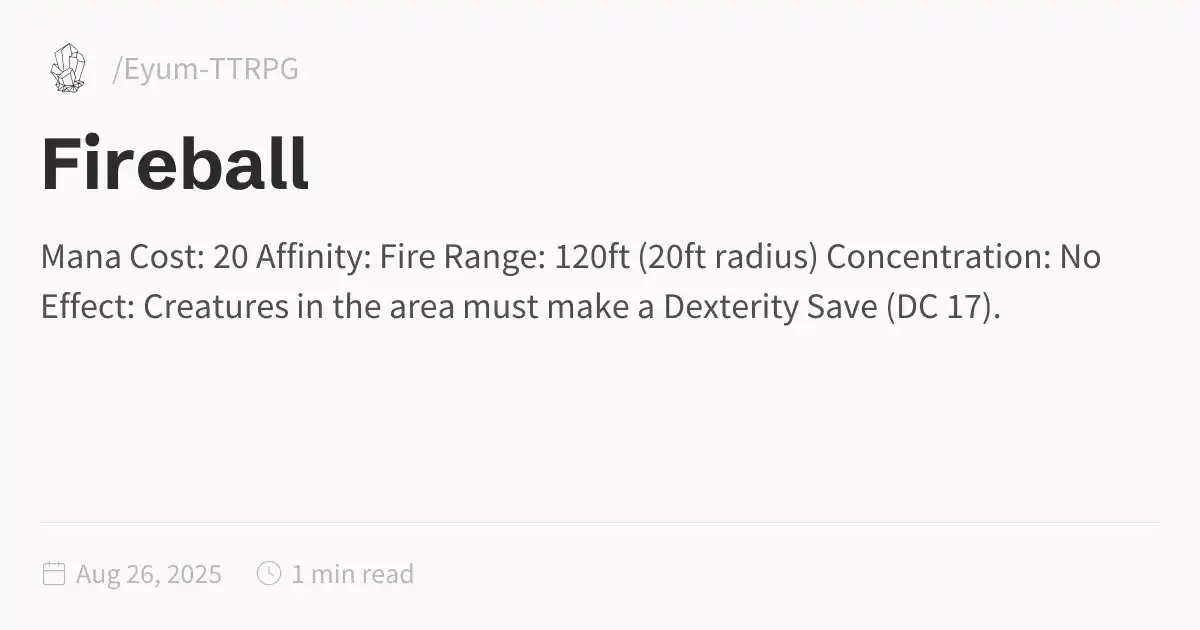 /Eyum-TTRPG
Fireball
Mana Cost: 20 Affinity: Fire Range: 120ft (20ft radius) Concentration: No
Effect: Creatures in the area must make a Dexterity Save (DC 17).
Aug 26, 2025 1 min read